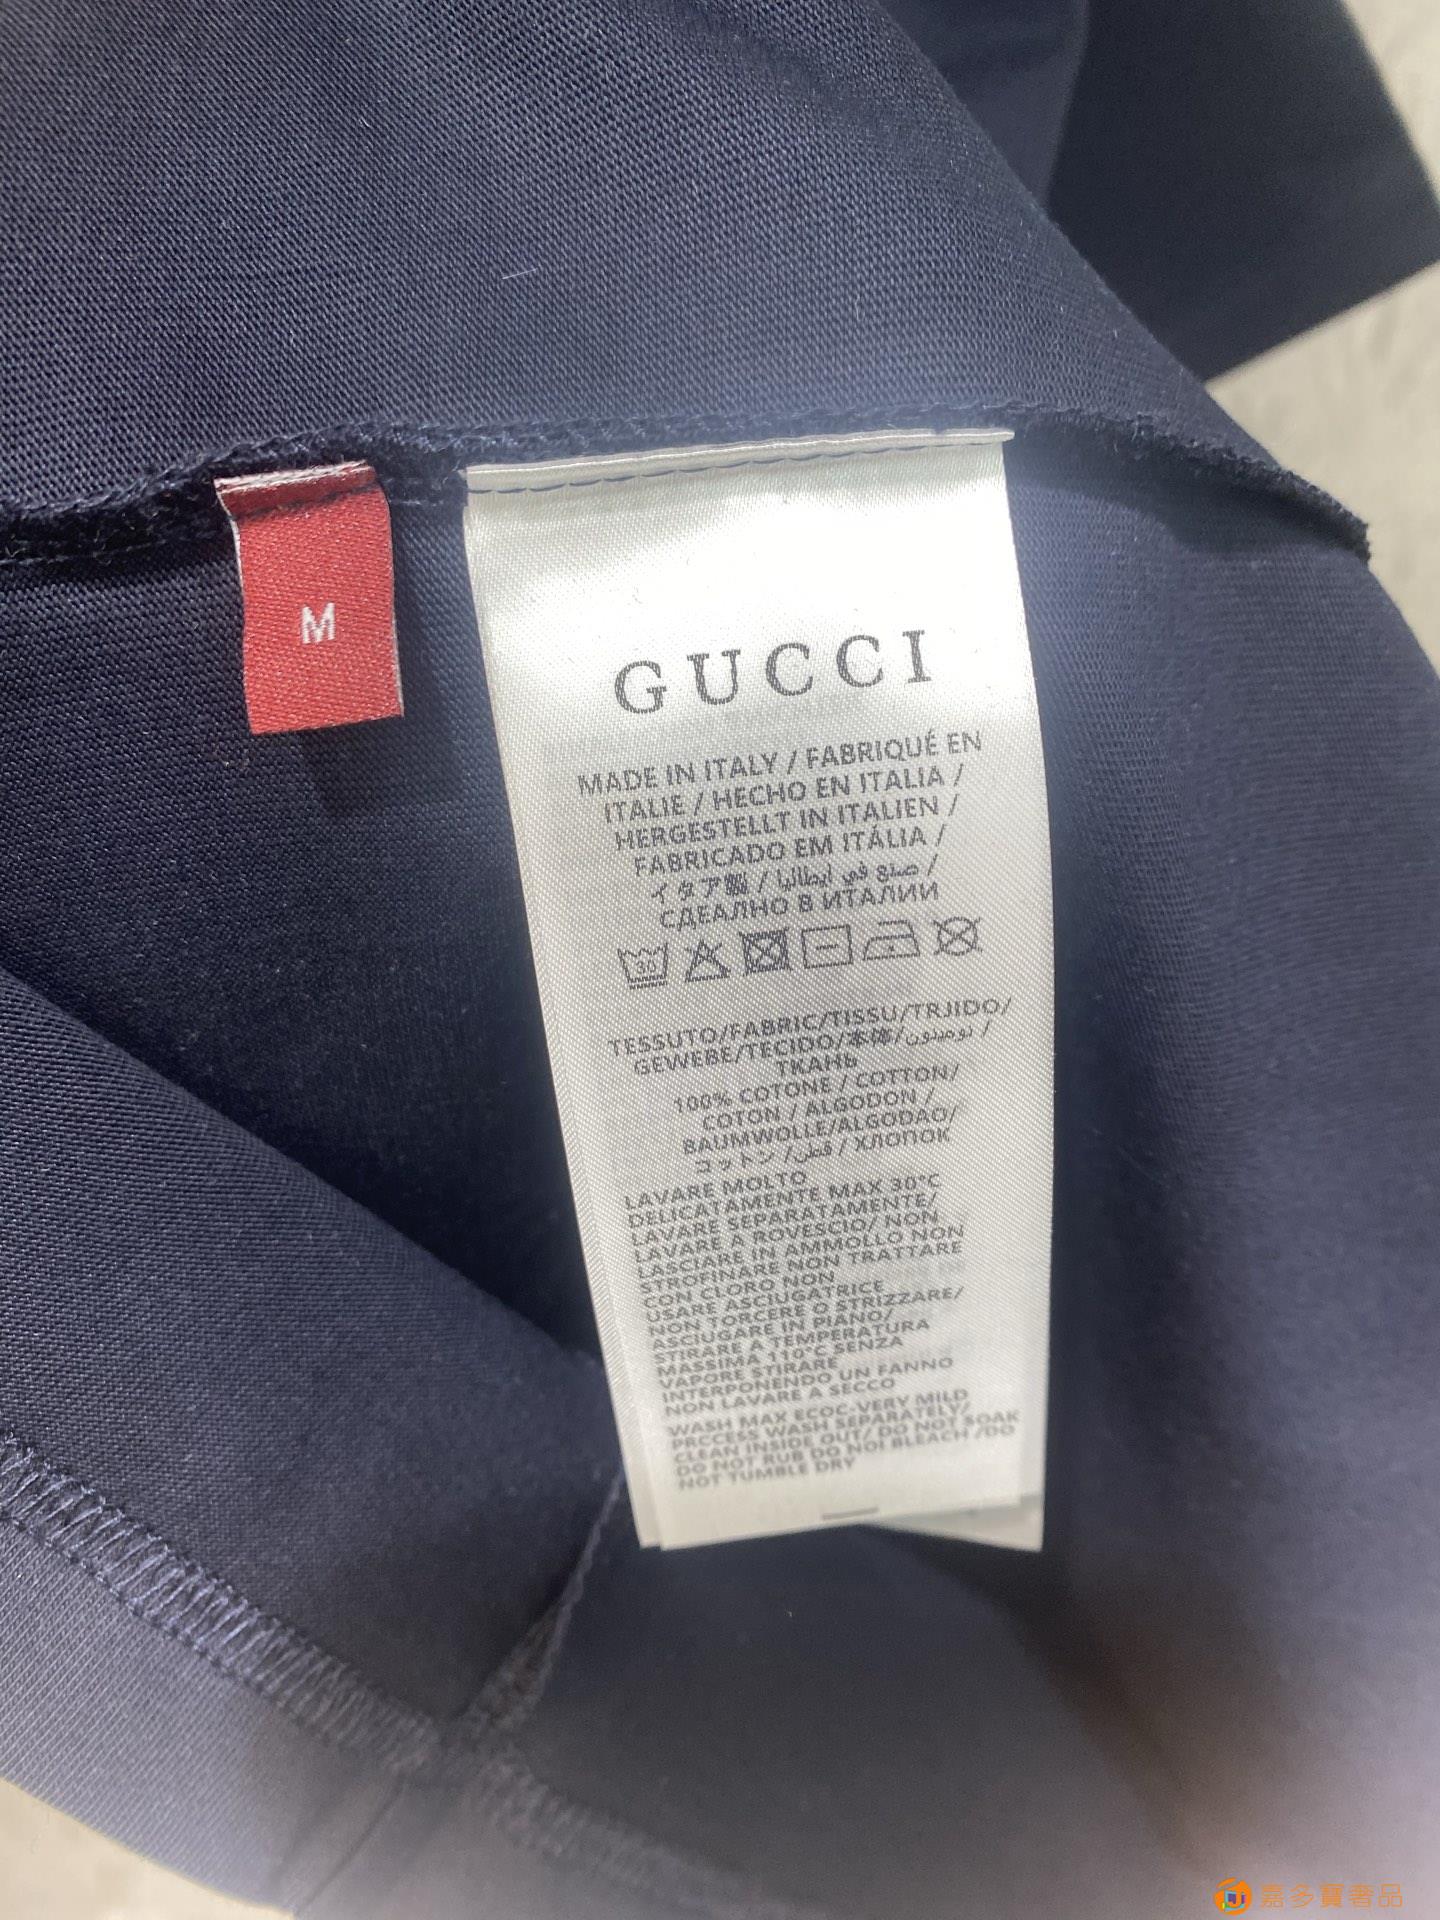 M
GUCCI
MADE IN ITALY / FABRIQUÉ EN
ITALIE / HECHO EN ITALIA /
HERGESTELLT IN ITALIEN /
FABRICADO EM ITÁLIA /
イタア製 / صنع في ايطاليا /
СДЕАЛНО В ИТАЛИИ
30
TESSUTO/FABRIC/TISSU/TRJIDO/
GEWEBE/TECIDO/本体/ /
ТКАНЬ
100% COTONE / COTTON/
COTON / ALGODON /
BAUMWOLLE/ALGODAO/
コットン /قطن / ХЛОПОК
LAVARE MOLTO
DELICATAMENTE MAX 30°C
LAVARE SEPARATAMENTE/
LAVARE A ROVESCIO/ NON
LASCIARE IN AMMOLLO NON
STROFINARE NON TRATTARE
CON CLORO NON
USARE ASCIUGATRICE
NON TORCERE O STRIZZARE/
ASCIUGARE IN PIANO/
STIRARE A TEMPERATURA
MASSIMA 110°C SENZA
VAPORE STIRARE
INTERPONENDO UN FANNO
NON LAVARE A SECCO
WASH MAX ECOC-VERY MILD
PRCCESS WASH SEPARATELY/
CLEAN INSIDE OUT/ DO NOT SOAK
DO NOT RUB DO NOI BLEACH /DO
NOT TUMBLE DRY
嘉多寶奢品